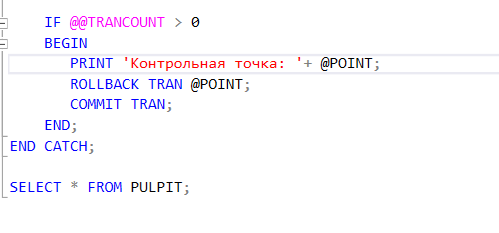 IF @@TRANCOUNT > 0
BEGIN
PRINT 'Контрольная точка: '+ @POINT;
ROLLBACK TRAN @POINT;
COMMIT TRAN;
END;
END CATCH;
SELECT * FROM PULPIT;